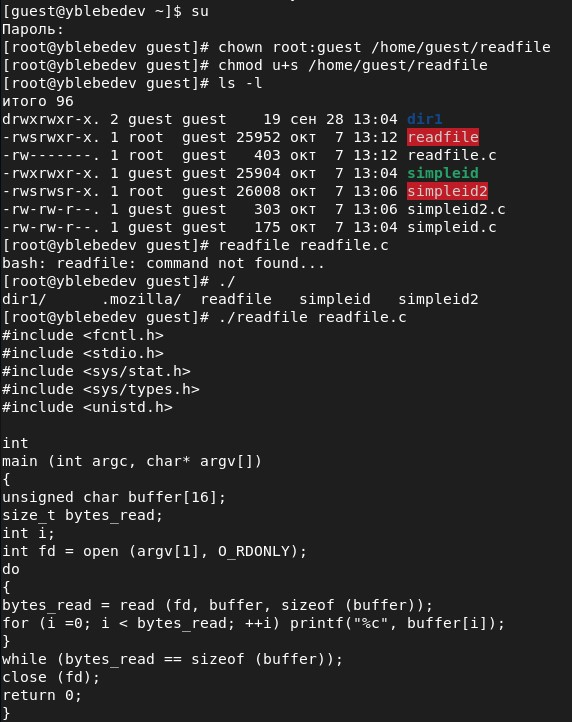 [guest@yblebedev ~]$ su
Пароль:
[root@yblebedev guest]# chown root:guest /home/guest/readfile
[root@yblebedev guest]# chmod u+s /home/guest/readfile
[root@yblebedev guest]# ls -l
итого 96
drwxrwxr-x. 2 guest guest    19 сен 28 13:04 dir1
-rwsrwxr-x. 1 root  guest 25952 окт  7 13:12 readfile
-rw-------. 1 root  guest   403 окт  7 13:12 readfile.c
-rwxrwxr-x. 1 guest guest 25904 окт  7 13:04 simpleid
-rwsrwsr-x. 1 root  guest 26008 окт  7 13:06 simpleid2
-rw-rw-r--. 1 guest guest   303 окт  7 13:06 simpleid2.c
-rw-rw-r--. 1 guest guest   175 окт  7 13:04 simpleid.c
[root@yblebedev guest]# readfile readfile.c
bash: readfile: command not found...
[root@yblebedev guest]# ./
dir1/      .mozilla/  readfile   simpleid   simpleid2
[root@yblebedev guest]# ./readfile readfile.c
#include <fcntl.h>
#include <stdio.h>
#include <sys/stat.h>
#include <sys/types.h>
#include <unistd.h>

int
main (int argc, char* argv[])
{
unsigned char buffer[16];
size_t bytes_read;
int i;
int fd = open (argv[1], O_RDONLY);
do
{
bytes_read = read (fd, buffer, sizeof (buffer));
for (i =0; i < bytes_read; ++i) printf("%c", buffer[i]);
}
while (bytes_read == sizeof (buffer));
close (fd);
return 0;
}